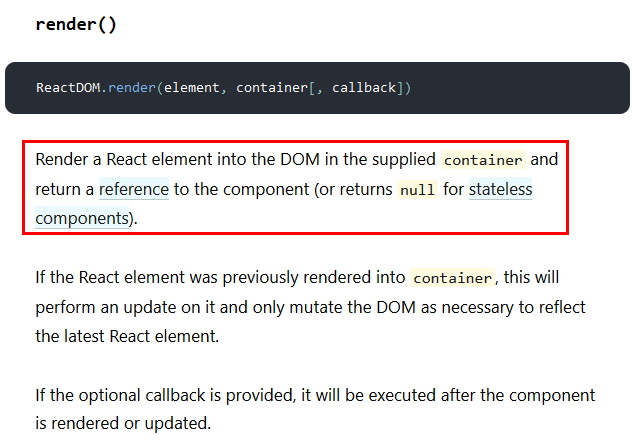 render()
ReactDOM.render(element, container[, callback])
Render a React element into the DOM in the supplied container and
return a reference to the component (or returns null for stateless
components).
If the React element was previously rendered into container, this will
perform an update on it and only mutate the DOM as necessary to reflect
the latest React element.
If the optional callback is provided, it will be executed after the component
is rendered or updated.